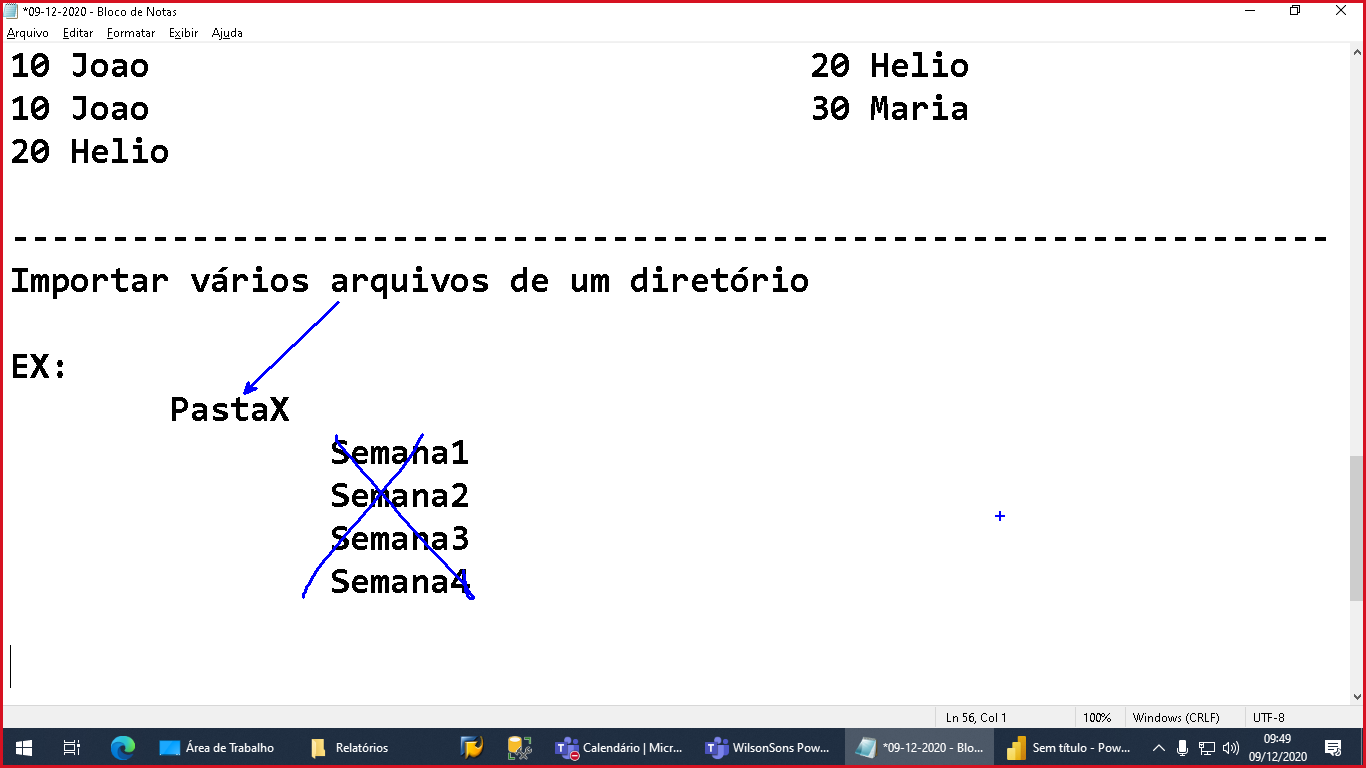 *09-12-2020 - Bloco de Notas
Arquivo Editar Formatar Exibir Ajuda
10 Joao 20 Helio
10 Joao 30 Maria
20 Helio
------------------------------------------------------------------
Importar vários arquivos de um diretório
EX:
PastaX
Semana1
Semana2
Semana3
Semana4
Ln 56, Col 1 100% Windows (CRLF) UTF-8
Área de Trabalho Relatórios Calendário | Micr... WilsonSons Pow... *09-12-2020 - Blo... Sem título - Pow... 09:49
09/12/2020